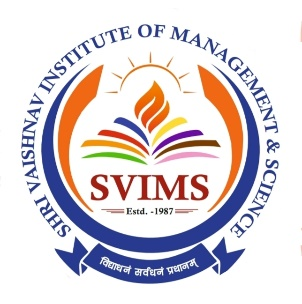 SHRI VAISHNAV INSTITUTE OF MANAGEMENT & SCIENCE
SVIMS
Estd. -1987
विद्याधनं सर्वधनं प्रधानम्